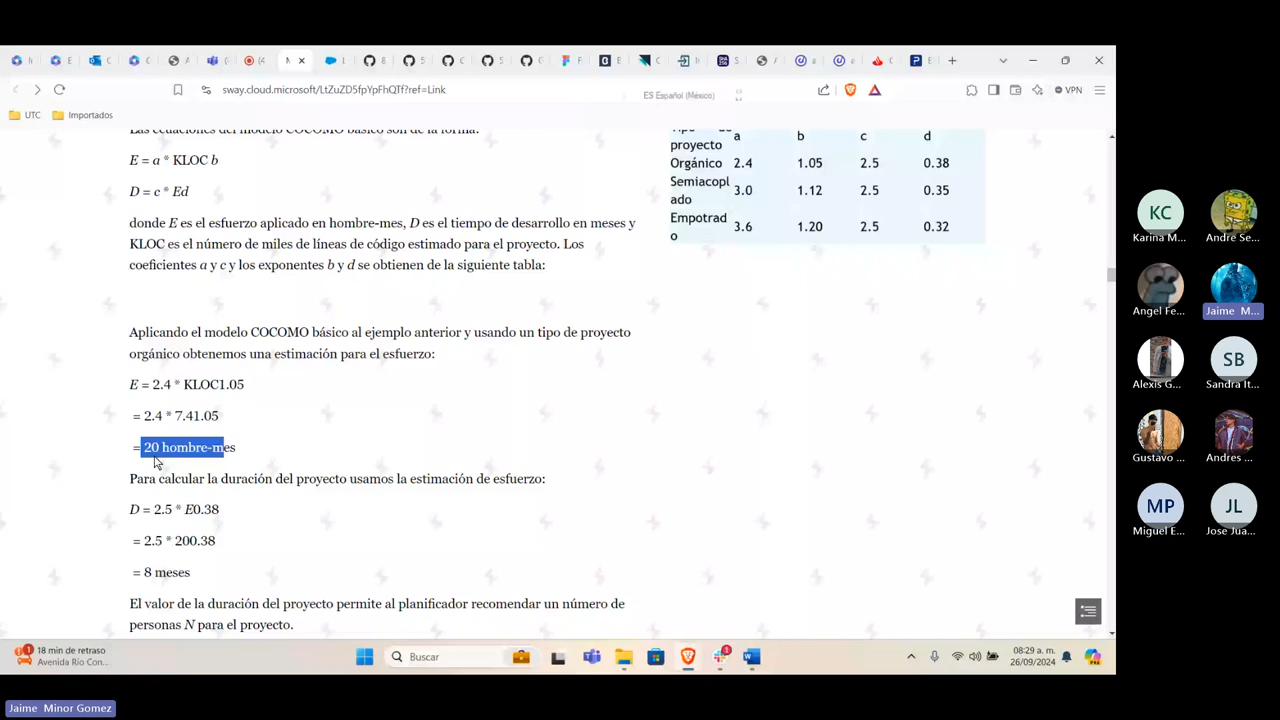 sway.cloud.microsoft/LtZuZD5fpYpFhQTf?ref=Link
ES Español (México)
VPN
UTC
Importados
Las ecuaciones del modelo COCOMO básico son de la forma:
E = a * KLOC b
D = c * Ed
donde E es el esfuerzo aplicado en hombre-mes, D es el tiempo de desarrollo en meses y
KLOC es el número de miles de líneas de código estimado para el proyecto. Los
coeficientes a y c y los exponentes b y d se obtienen de la siguiente tabla:
Tipo de
proyecto a b c d
Orgánico 2.4 1.05 2.5 0.38
Semiacopl
ado 3.0 1.12 2.5 0.35
Empotrad
o 3.6 1.20 2.5 0.32
Aplicando el modelo COCOMO básico al ejemplo anterior y usando un tipo de proyecto
orgánico obtenemos una estimación para el esfuerzo:
E = 2.4 * KLOC1.05
= 2.4 * 7.41.05
= 20 hombre-mes
Para calcular la duración del proyecto usamos la estimación de esfuerzo:
D = 2.5 * E0.38
= 2.5 * 200.38
= 8 meses
El valor de la duración del proyecto permite al planificador recomendar un número de
personas N para el proyecto.
18 min de retraso
Avenida Río Con...
Buscar
08:29 a. m.
26/09/2024
KC
Karina M...
Andre Se...
Angel Fe...
Jaime M...
Alexis G...
SB
Sandra It...
Gustavo ...
Andres ...
MP
Miguel E...
JL
Jose Jua...
Jaime Minor Gomez